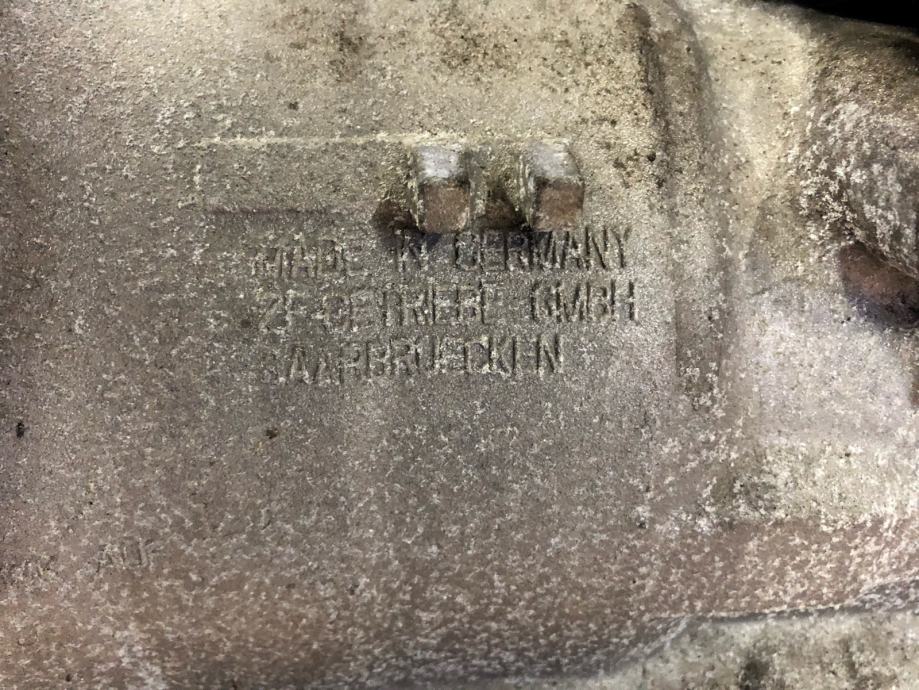 MADE IN GERMANY
ZF GETRIEBE GMBH
SAARBRUECKEN